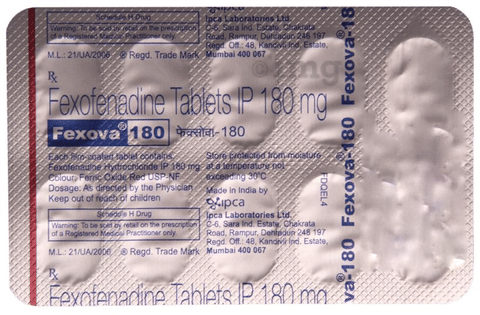 Schedule H Drug
Warning: To be sold by retail on the prescription
of a Registered Medical Practitioner only.
M.L.: 21/UA/2006 ® Regd. Trade Mark
Ipca Laboratories Ltd.
C-6, Sara Ind. Estate, Chakrata
Road, Rampur, Dehradun 248 197
Regd. Off.: 48, Kandivli Ind. Estate,
Mumbai 400 067
Rx
Fexofenadine Tablets IP 180 mg
Fexova® 180 फेक्सोवा-180
Each film-coated tablet contains:
Fexofenadine Hydrochloride IP 180 mg
Colour: Ferric Oxide Red USP-NF
Dosage: As directed by the Physician
Keep out of reach of children
Store protected from moisture
at a temperature not
exceeding 30°C
Made in India by
ipca
Ipca Laboratories Ltd.
C-6, Sara Ind. Estate, Chakrata
Road, Rampur, Dehradun 248 197
Regd. Off.: 48, Kandivli Ind. Estate,
Mumbai 400 067
Schedule H Drug
Warning: To be sold by retail on the prescription
of a Registered Medical Practitioner only.
M.L.: 21/UA/2006 ® Regd. Trade Mark
Rx
Fexofenadine Tablets IP 180 mg
va-180 Fexova-180 Fexova®-18